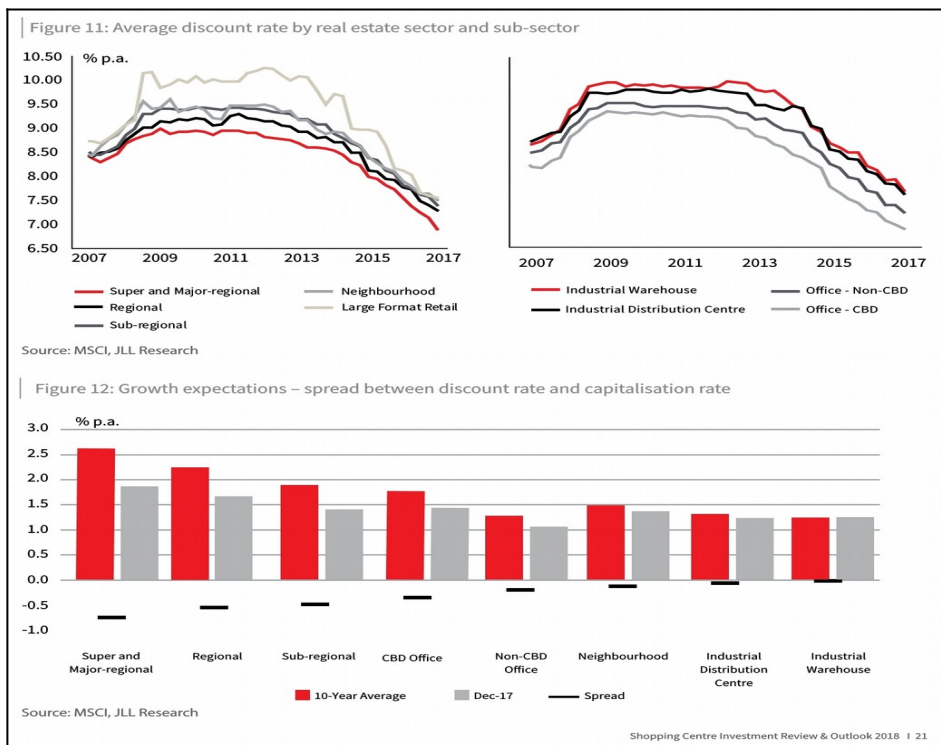 Figure 11: Average discount rate by real estate sector and sub-sector
% p.a.
10.50
10.00
9.50
9.00
8.50
8.00
7.50
7.00
6.50
2007 2009 2011 2013 2015 2017
2007 2009 2011 2013 2015 2017
Super and Major-regional
Regional
Sub-regional
Neighbourhood
Large Format Retail
Industrial Warehouse
Industrial Distribution Centre
Office - Non-CBD
Office - CBD
Source: MSCI, JLL Research
Figure 12: Growth expectations – spread between discount rate and capitalisation rate
% p.a.
3.0
2.5
2.0
1.5
1.0
0.5
0.0
-0.5
-1.0
Super and
Major-regional
Regional
Sub-regional
CBD Office
Non-CBD
Office
Neighbourhood
Industrial
Distribution
Centre
Industrial
Warehouse
10-Year Average
Dec-17
Spread
Source: MSCI, JLL Research
Shopping Centre Investment Review & Outlook 2018 I 21